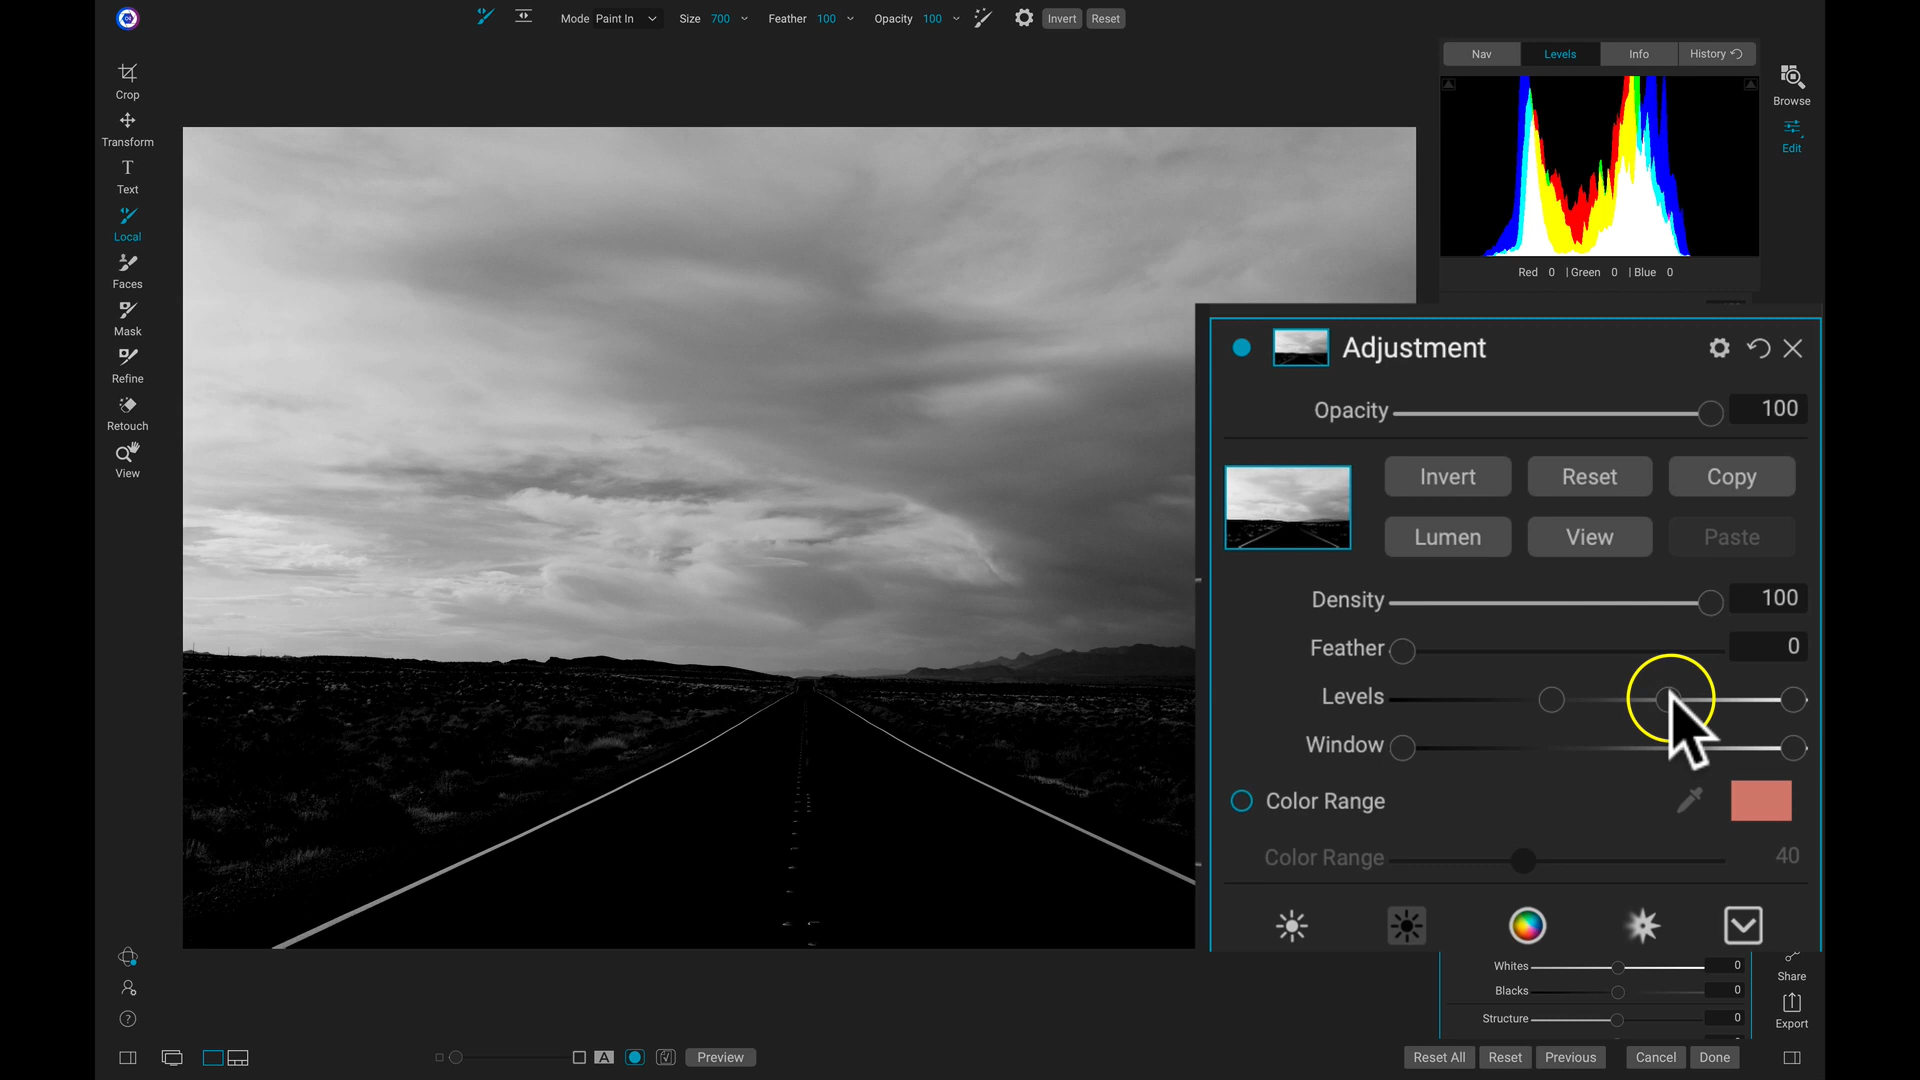 Mode Paint In Size 700 Feather 100 Opacity 100 Invert Reset
Nav Levels Info History
Crop
Transform
Text
Local
Faces
Mask
Refine
Retouch
View
Browse
Edit
Red 0 | Green 0 | Blue 0
Adjustment
Opacity 100
Invert Reset Copy
Lumen View Paste
Density 100
Feather 0
Levels
Window
Color Range
Color Range 40
Whites 0
Blacks 0
Structure 0
Share
Export
?
A Preview
Reset All Reset Previous Cancel Done